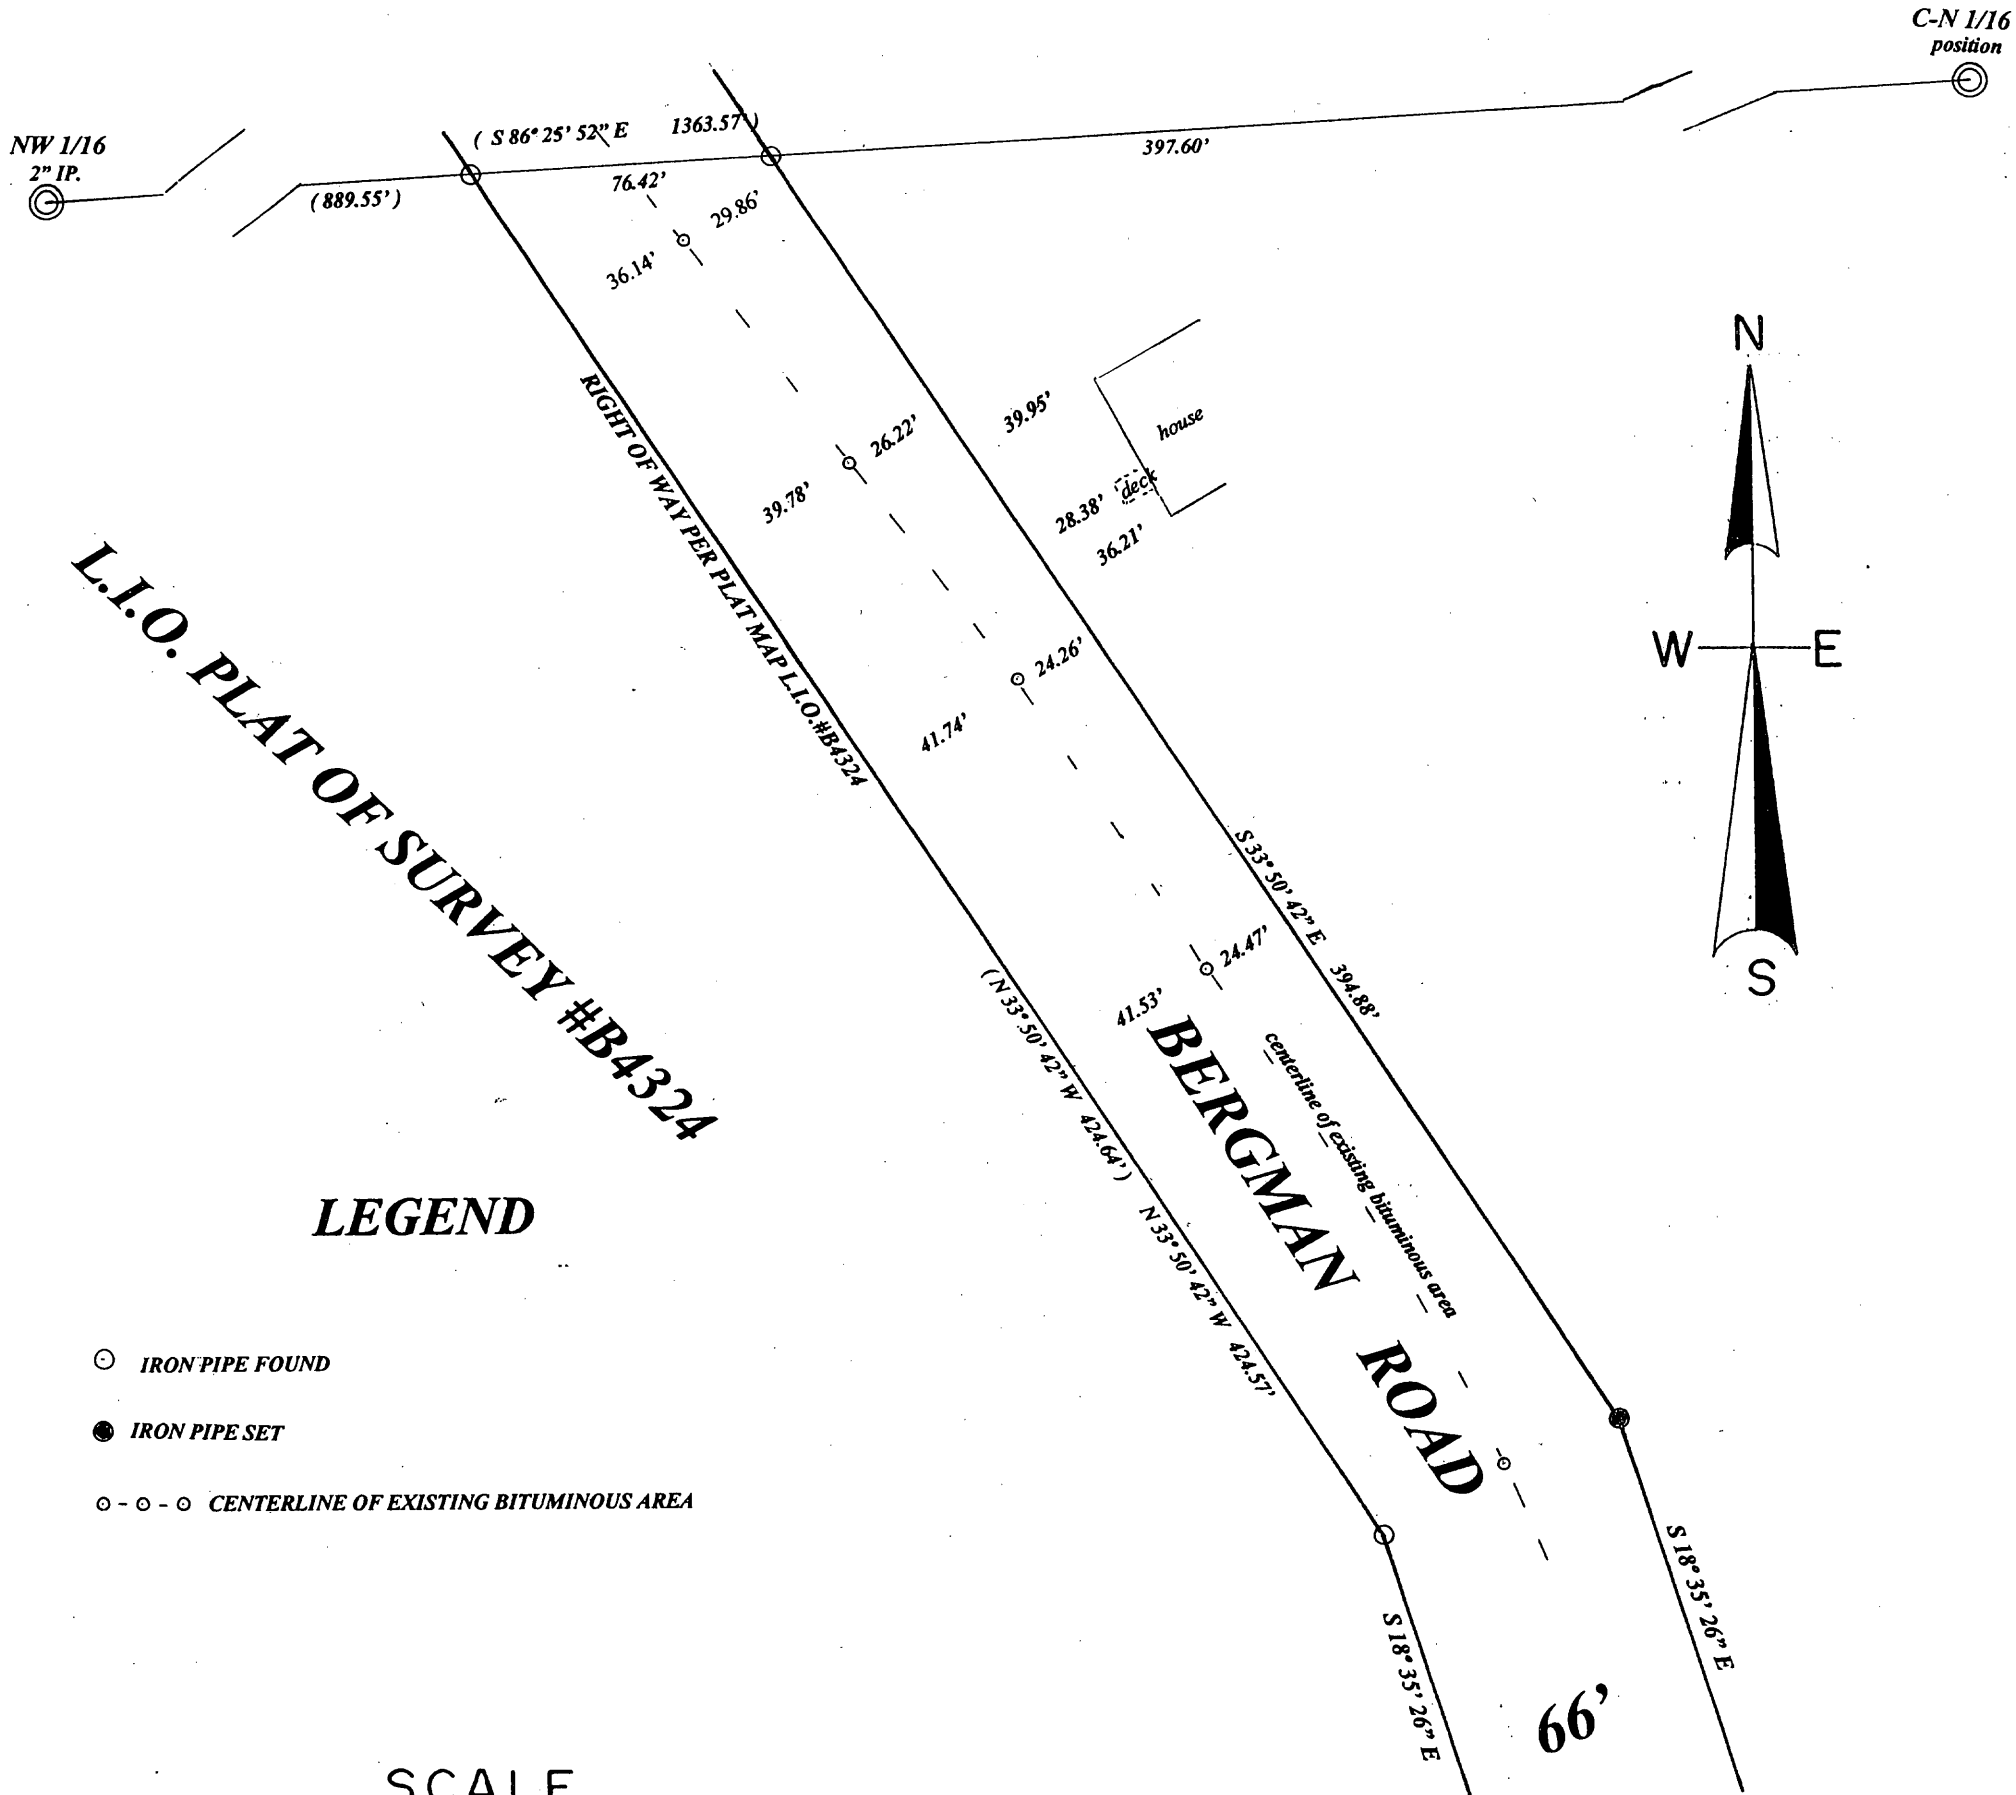 C-N 1/16
position
NW 1/16
2” IP.
( S 86° 25' 52” E 1363.57' )
( 889.55' )
76.42'
397.60'
29.86'
36.14'
N
39.95'
house
26.22'
39.78'
deck
28.38'
36.21'
RIGHT OF WAY PER PLAT MAP L.I.O.#B4324
24.26'
41.74'
W E
S
L.I.O. PLAT OF SURVEY #B4324
S 33° 50' 42” E 394.88'
24.47'
41.53'
( N 33° 50' 42” W 424.64' )
N 33° 50' 42” W 424.57'
BERGMAN ROAD
centerline of existing bituminous area
LEGEND
IRON PIPE FOUND
IRON PIPE SET
CENTERLINE OF EXISTING BITUMINOUS AREA
S 18° 35' 26” E
S 18° 35' 26” E
66’
SCALE